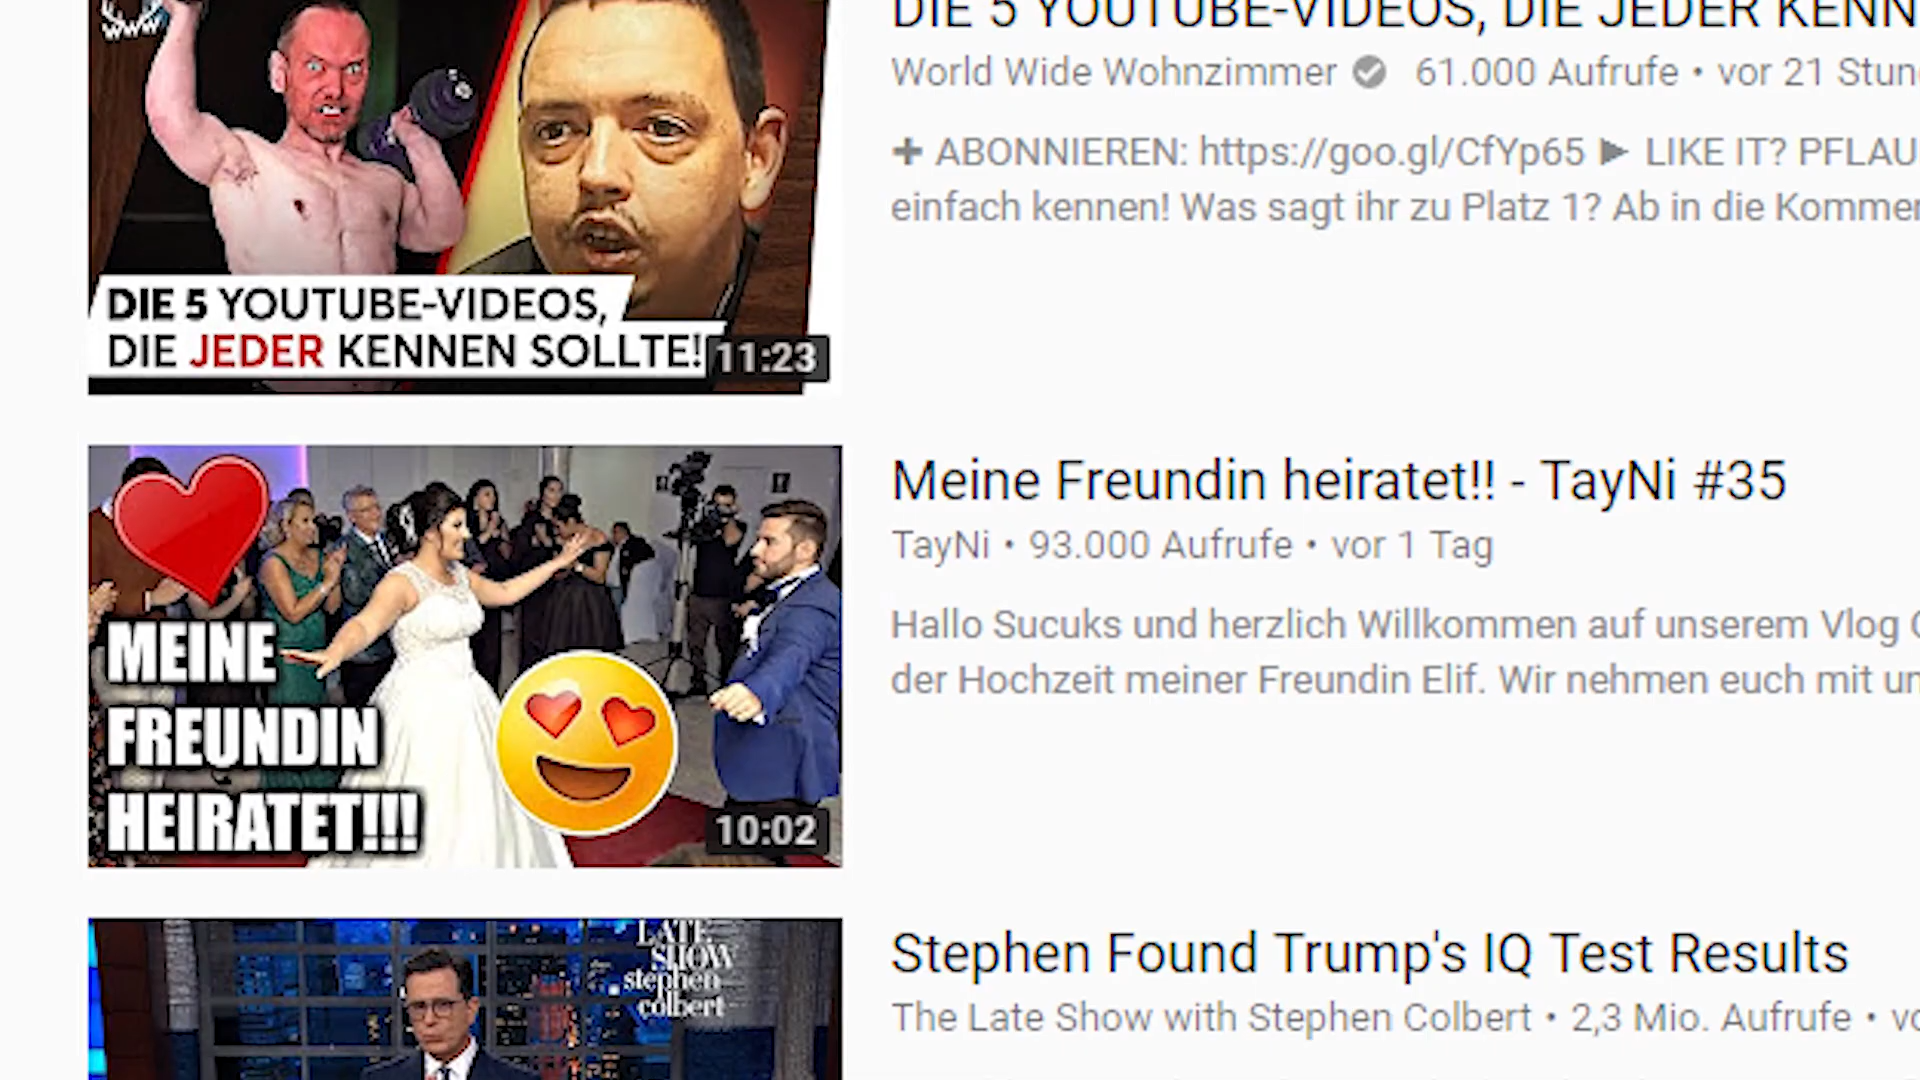 WWW
DIE 5 YOUTUBE-VIDEOS,
DIE JEDER KENNEN SOLLTE!
11:23
DIE 5 YOUTUBE-VIDEOS, DIE JEDER KENN
World Wide Wohnzimmer 61.000 Aufrufe • vor 21 Stun
✚ ABONNIEREN: https://goo.gl/CfYp65 ► LIKE IT? PFLAU
einfach kennen! Was sagt ihr zu Platz 1? Ab in die Kommen
MEINE
FREUNDIN
HEIRATET!!!
10:02
Meine Freundin heiratet!! - TayNi #35
TayNi • 93.000 Aufrufe • vor 1 Tag
Hallo Sucuks und herzlich Willkommen auf unserem Vlog
der Hochzeit meiner Freundin Elif. Wir nehmen euch mit un
LATE
SHOW
stephen
colbert
Stephen Found Trump's IQ Test Results
The Late Show with Stephen Colbert • 2,3 Mio. Aufrufe • vo